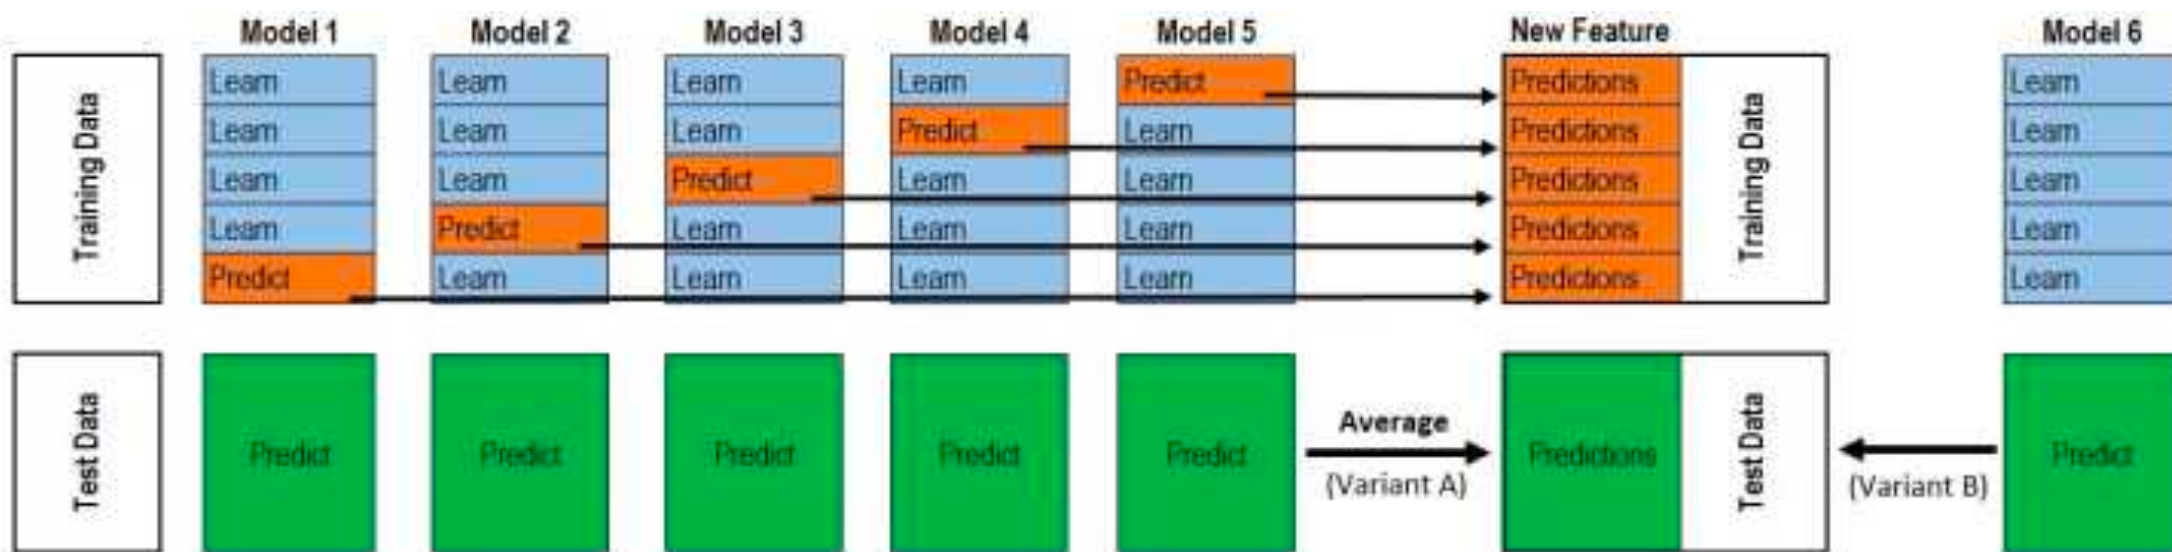 Model 1 Model 2 Model 3 Model 4 Model 5 New Feature Model 6
Training Data
Learn Learn Learn Learn Predict Predictions Learn
Learn Learn Learn Predict Learn Predictions Learn
Learn Learn Predict Learn Learn Predictions Learn
Learn Predict Learn Learn Learn Predictions Learn
Predict Learn Learn Learn Learn Predictions Learn
Training Data
Test Data
Predict Predict Predict Predict Predict
Average
(Variant A)
Predictions
Test Data
(Variant B)
Predict